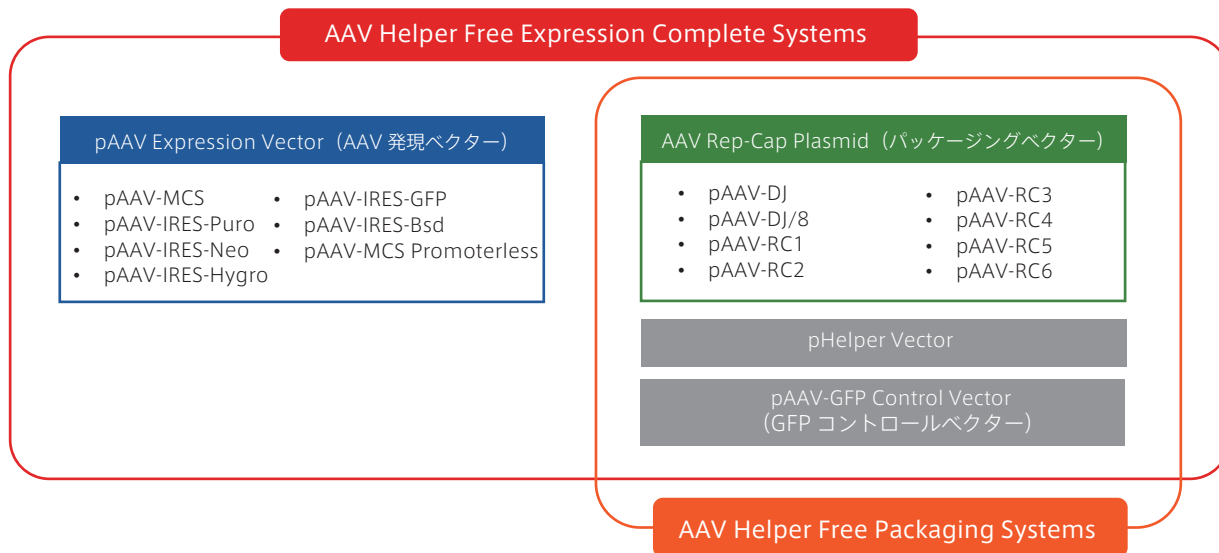 AAV Helper Free Expression Complete Systems
pAAV Expression Vector（AAV 発現ベクター）
• pAAV-MCS
• pAAV-IRES-Puro
• pAAV-IRES-Neo
• pAAV-IRES-Hygro
• pAAV-IRES-GFP
• pAAV-IRES-Bsd
• pAAV-MCS Promoterless
AAV Rep-Cap Plasmid（パッケージングベクター）
• pAAV-DJ
• pAAV-DJ/8
• pAAV-RC1
• pAAV-RC2
• pAAV-RC3
• pAAV-RC4
• pAAV-RC5
• pAAV-RC6
pHelper Vector
pAAV-GFP Control Vector
（GFP コントロールベクター）
AAV Helper Free Packaging Systems